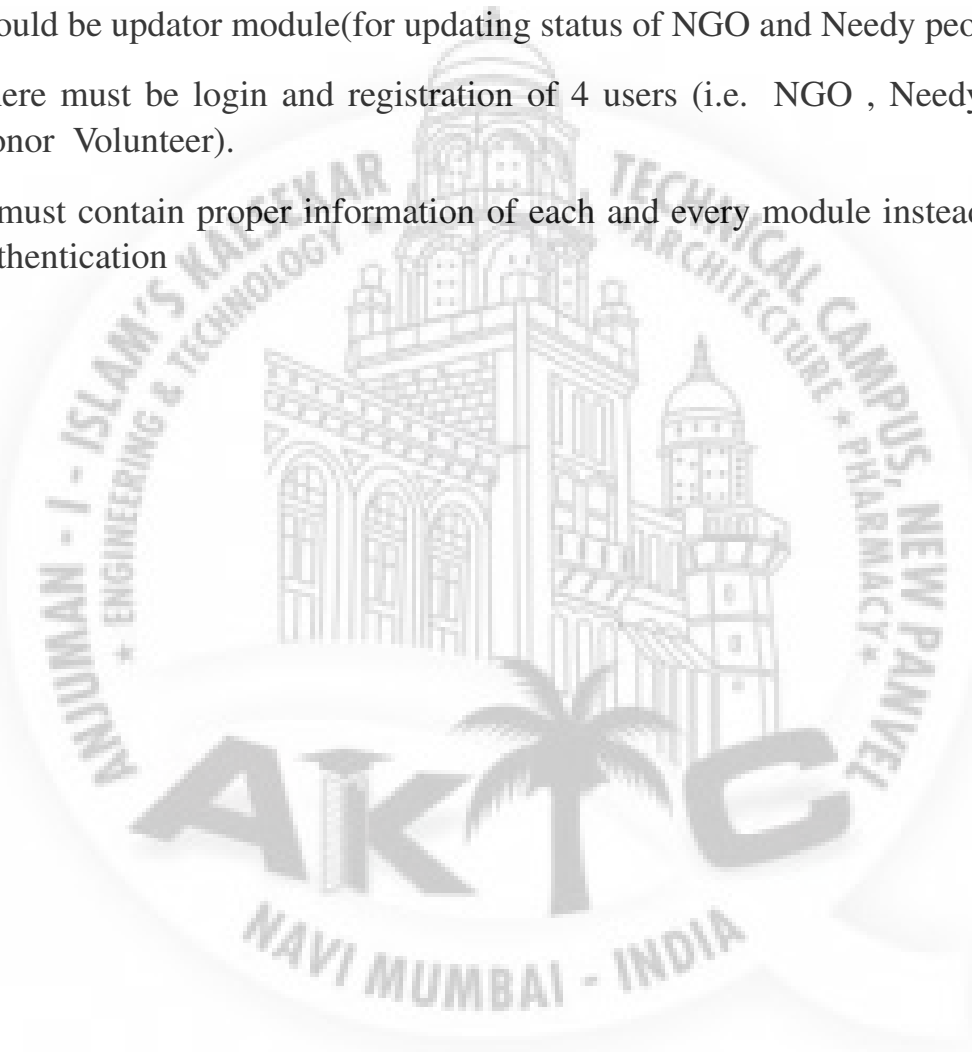 ould be updator module(for updating status of NGO and Needy peo
ere must be login and registration of 4 users (i.e. NGO , Needy
onor Volunteer).
must contain proper information of each and every module instead
thentication
ANJUMAN - I - ISLAM'S KALSEKAR TECHNICAL CAMPUS, NEW PANVEL
* ENGINEERING & TECHNOLOGY * ARCHITECTURE * PHARMACY *
AKTC
NAVI MUMBAI - INDIA